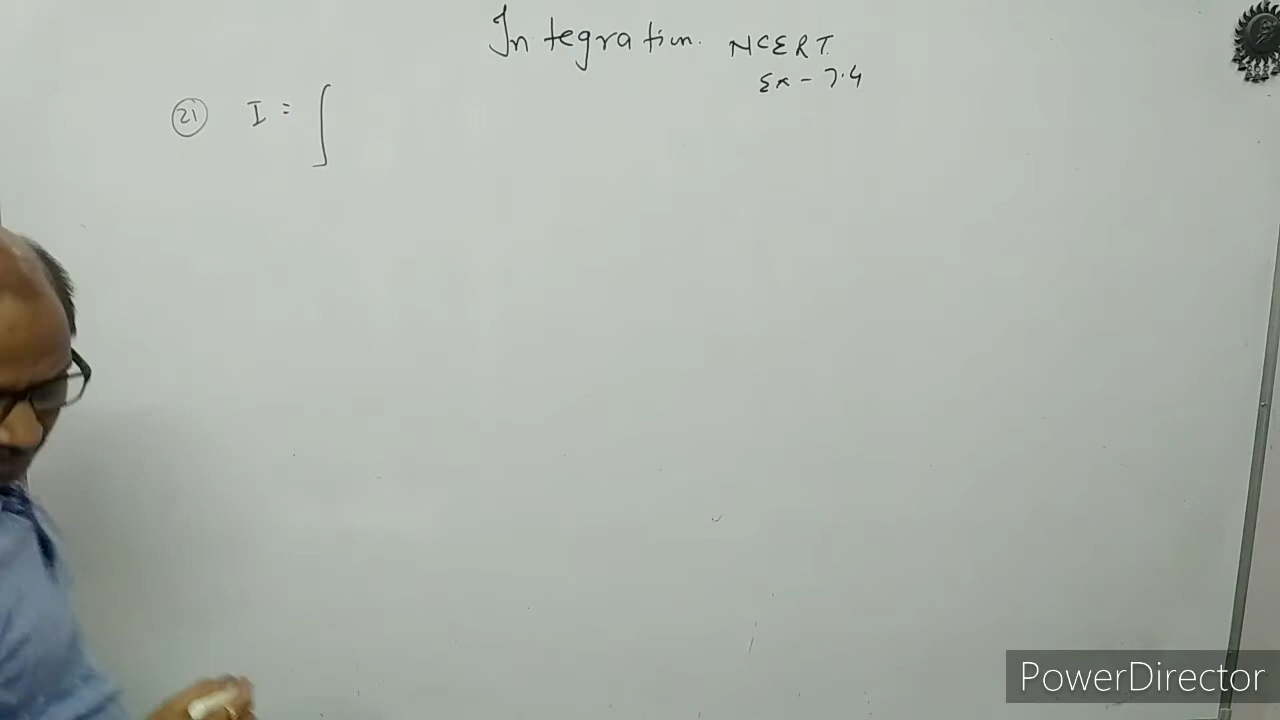 Integration. NCERT.
Ex - 7.4
21 I = ∫
PowerDirector